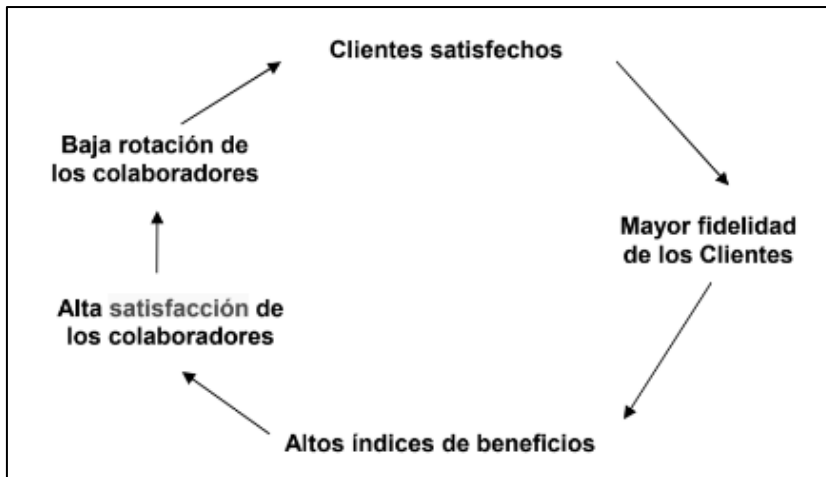 Clientes satisfechos
Baja rotación de
los colaboradores
Mayor fidelidad
de los Clientes
Alta satisfacción de
los colaboradores
Altos índices de beneficios